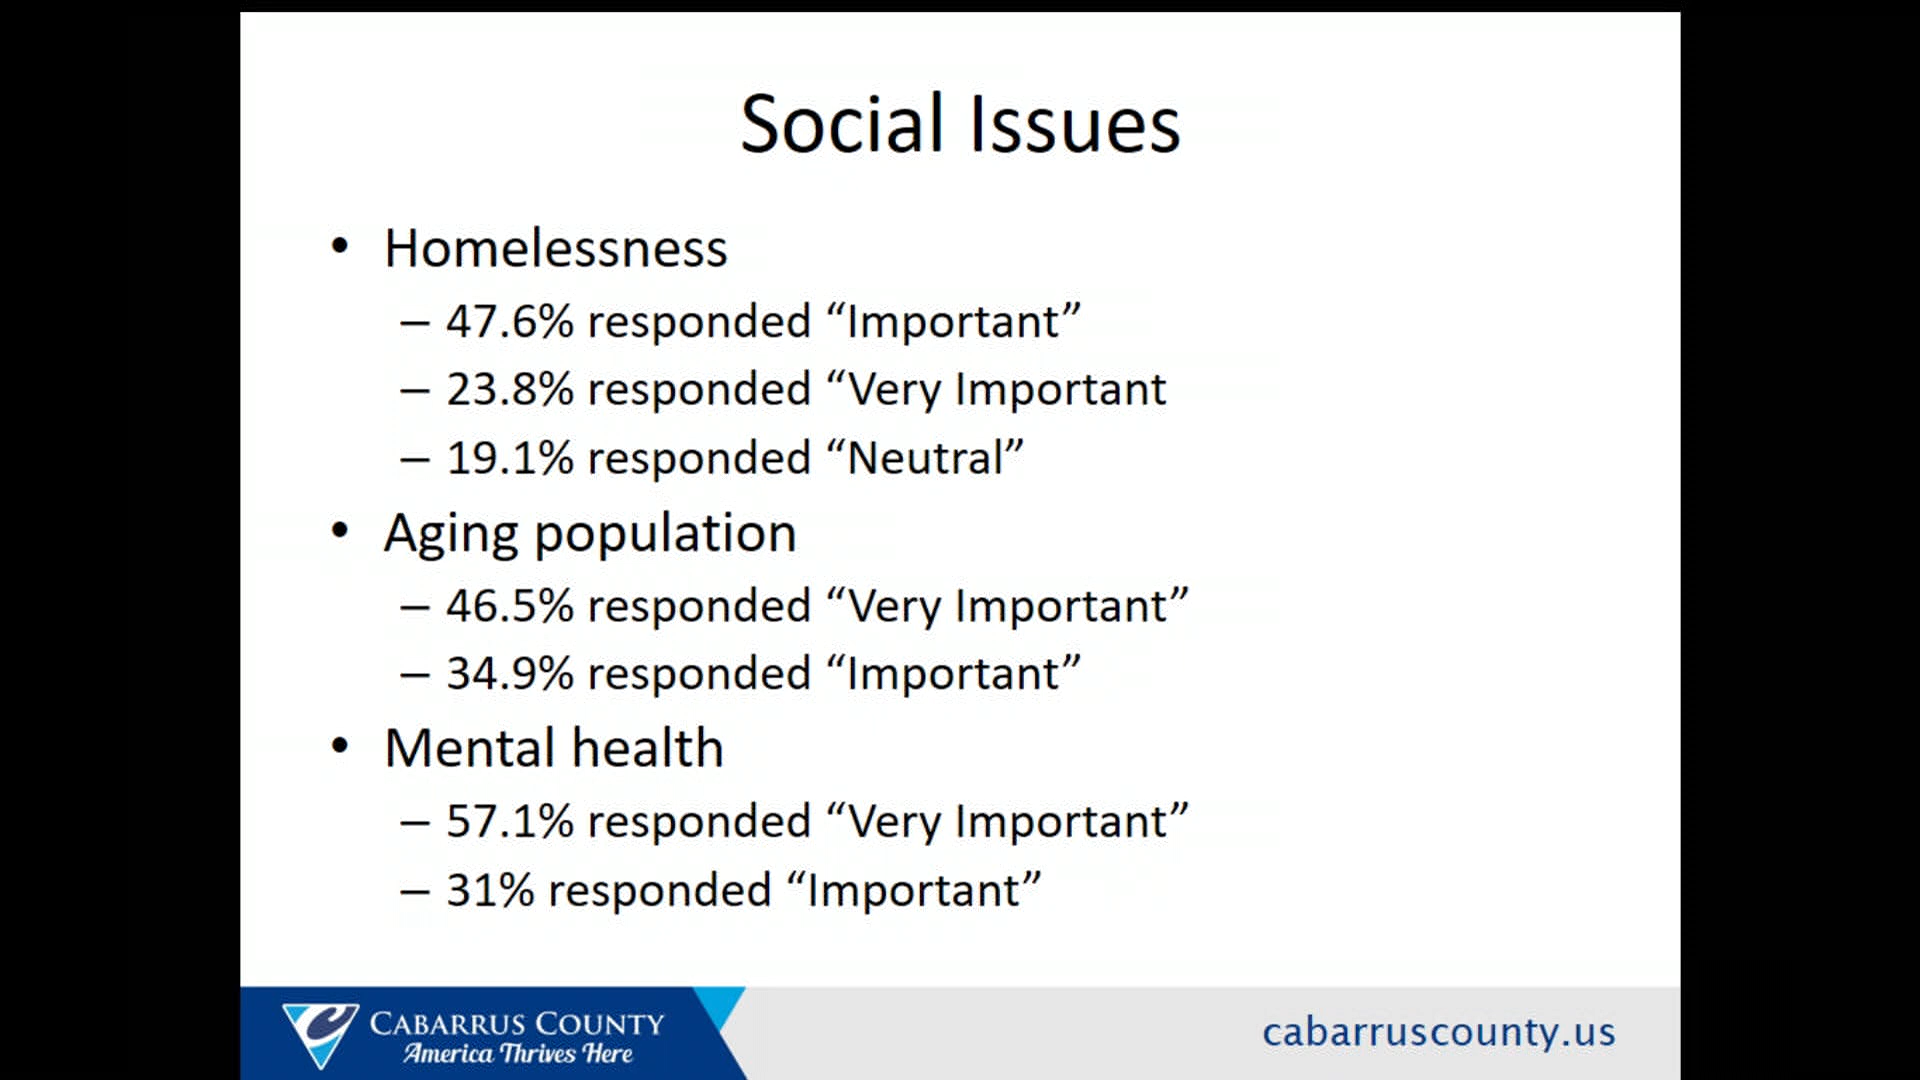 Social Issues
• Homelessness
– 47.6% responded “Important”
– 23.8% responded “Very Important
– 19.1% responded “Neutral”
• Aging population
– 46.5% responded “Very Important”
– 34.9% responded “Important”
• Mental health
– 57.1% responded “Very Important”
– 31% responded “Important”
CABARRUS COUNTY
America Thrives Here
cabarruscounty.us